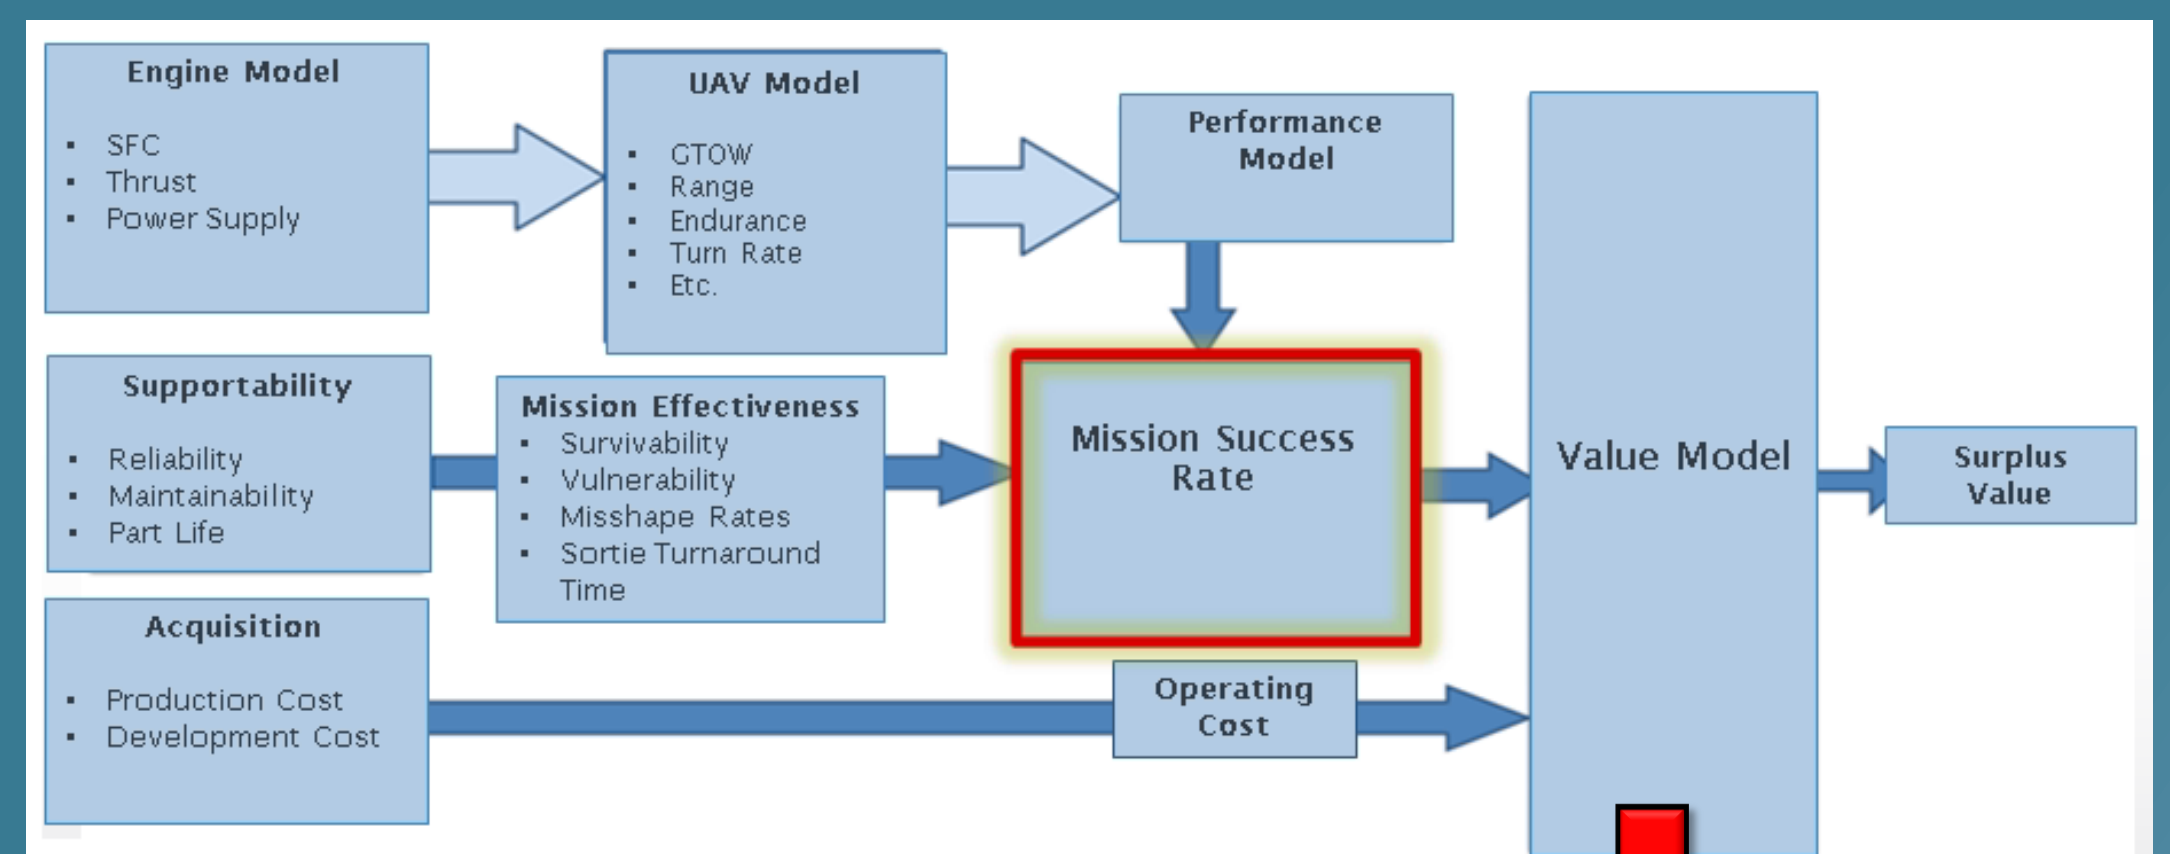 Engine Model
▪ SFC
▪ Thrust
▪ Power Supply
UAV Model
▪ GTOW
▪ Range
▪ Endurance
▪ Turn Rate
▪ Etc.
Performance
Model
Supportability
▪ Reliability
▪ Maintainability
▪ Part Life
Mission Effectiveness
▪ Survivability
▪ Vulnerability
▪ Misshape Rates
▪ Sortie Turnaround
Time
Mission Success
Rate
Value Model
Surplus
Value
Acquisition
▪ Production Cost
▪ Development Cost
Operating
Cost